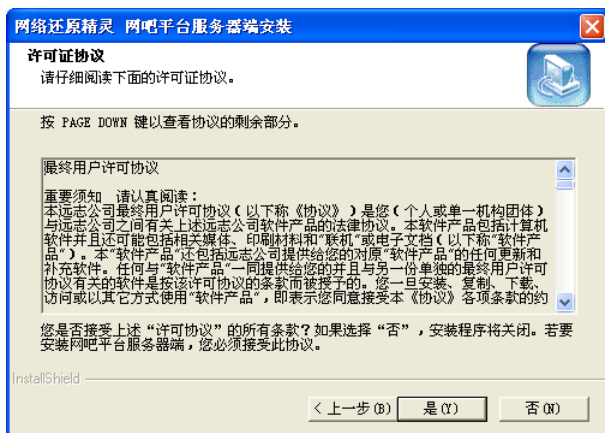 网络还原精灵 网吧平台服务器端安装
许可证协议
请仔细阅读下面的许可证协议。
按 PAGE DOWN 键以查看协议的剩余部分。
最终用户许可协议
重要须知 请认真阅读：
本远志公司最终用户许可协议（以下称《协议》）是您（个人或单一机构团体）
与远志公司之间有关上述远志公司软件产品的法律协议。本软件产品包括计算机
软件并且还可能包括相关媒体、印刷材料和"联机"或电子文档（以下称"软件产
品"）。本"软件产品"还包括远志公司提供给您的对原"软件产品"的任何更新和
补充软件。任何与"软件产品"一同提供给您的并且与另一份单独的最终用户许可
协议有关的软件是按该许可协议的条款而被授予的。您一旦安装、复制、下载、
访问或以其它方式使用"软件产品"，即表示您同意接受本《协议》各项条款的约
您是否接受上述“许可协议”的所有条款？如果选择“否”，安装程序将关闭。若要
安装网吧平台服务器端，您必须接受此协议。
InstallShield
< 上一步(B)
是(Y)
否(N)